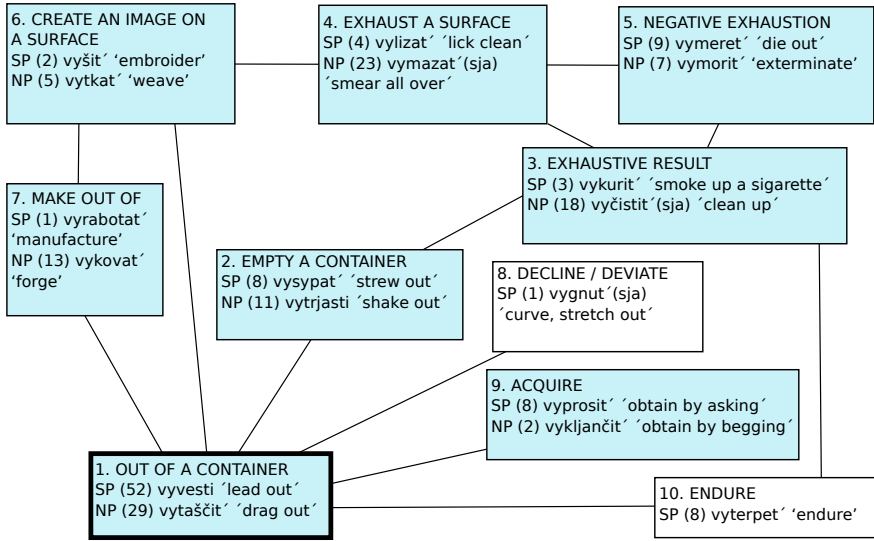 6. CREATE AN IMAGE ON
A SURFACE
SP (2) vyšit´ ‘embroider’
NP (5) vytkat´ ‘weave’
4. EXHAUST A SURFACE
SP (4) vylizat´ ´lick clean´
NP (23) vymazat´(sja)
´smear all over´
5. NEGATIVE EXHAUSTION
SP (9) vymeret´ ´die out´
NP (7) vymorit´ ‘exterminate’
3. EXHAUSTIVE RESULT
SP (3) vykurit´ ´smoke up a sigarette´
NP (18) vyčistit´(sja) ´clean up´
7. MAKE OUT OF
SP (1) vyrabotat´
‘manufacture’
NP (13) vykovat´
‘forge’
2. EMPTY A CONTAINER
SP (8) vysypat´ ´strew out´
NP (11) vytrjasti ´shake out´
8. DECLINE / DEVIATE
SP (1) vygnut´(sja)
´curve, stretch out´
9. ACQUIRE
SP (8) vyprosit´ ´obtain by asking´
NP (2) vykljančit´ ´obtain by begging´
1. OUT OF A CONTAINER
SP (52) vyvesti ´lead out´
NP (29) vytaščit´ ´drag out´
10. ENDURE
SP (8) vyterpet´ ‘endure’